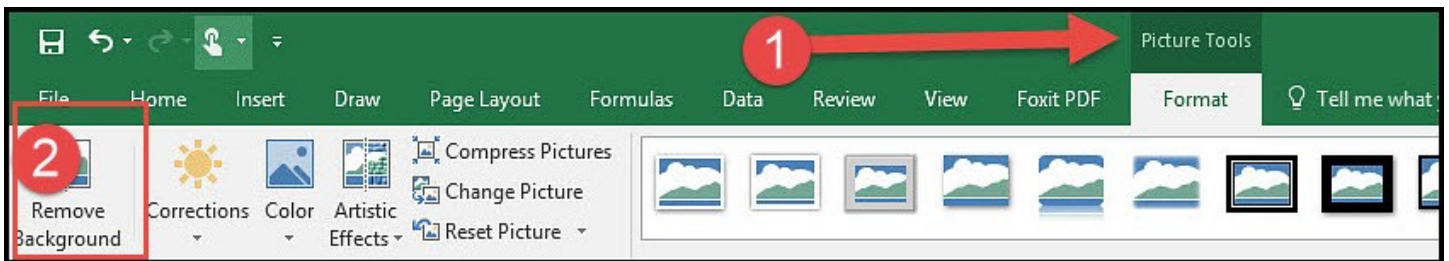 1
Picture Tools
File Home Insert Draw Page Layout Formulas Data Review View Foxit PDF Format Tell me what
2
Compress Pictures
Change Picture
Remove Corrections Color Artistic Reset Picture
Background Effects